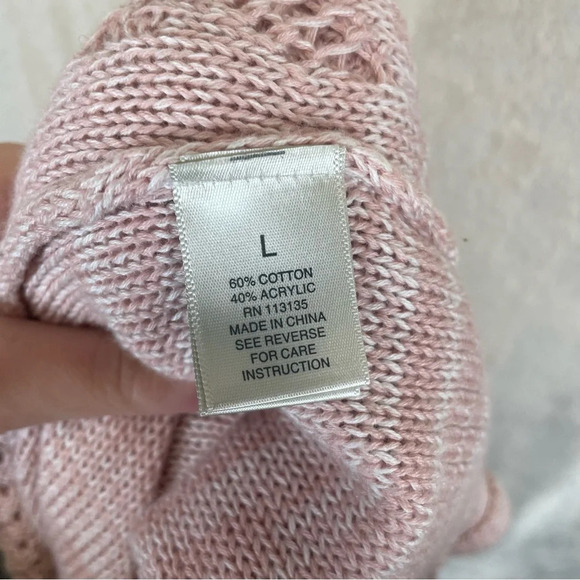 L
60% COTTON
40% ACRYLIC
RN 113135
MADE IN CHINA
SEE REVERSE
FOR CARE
INSTRUCTION